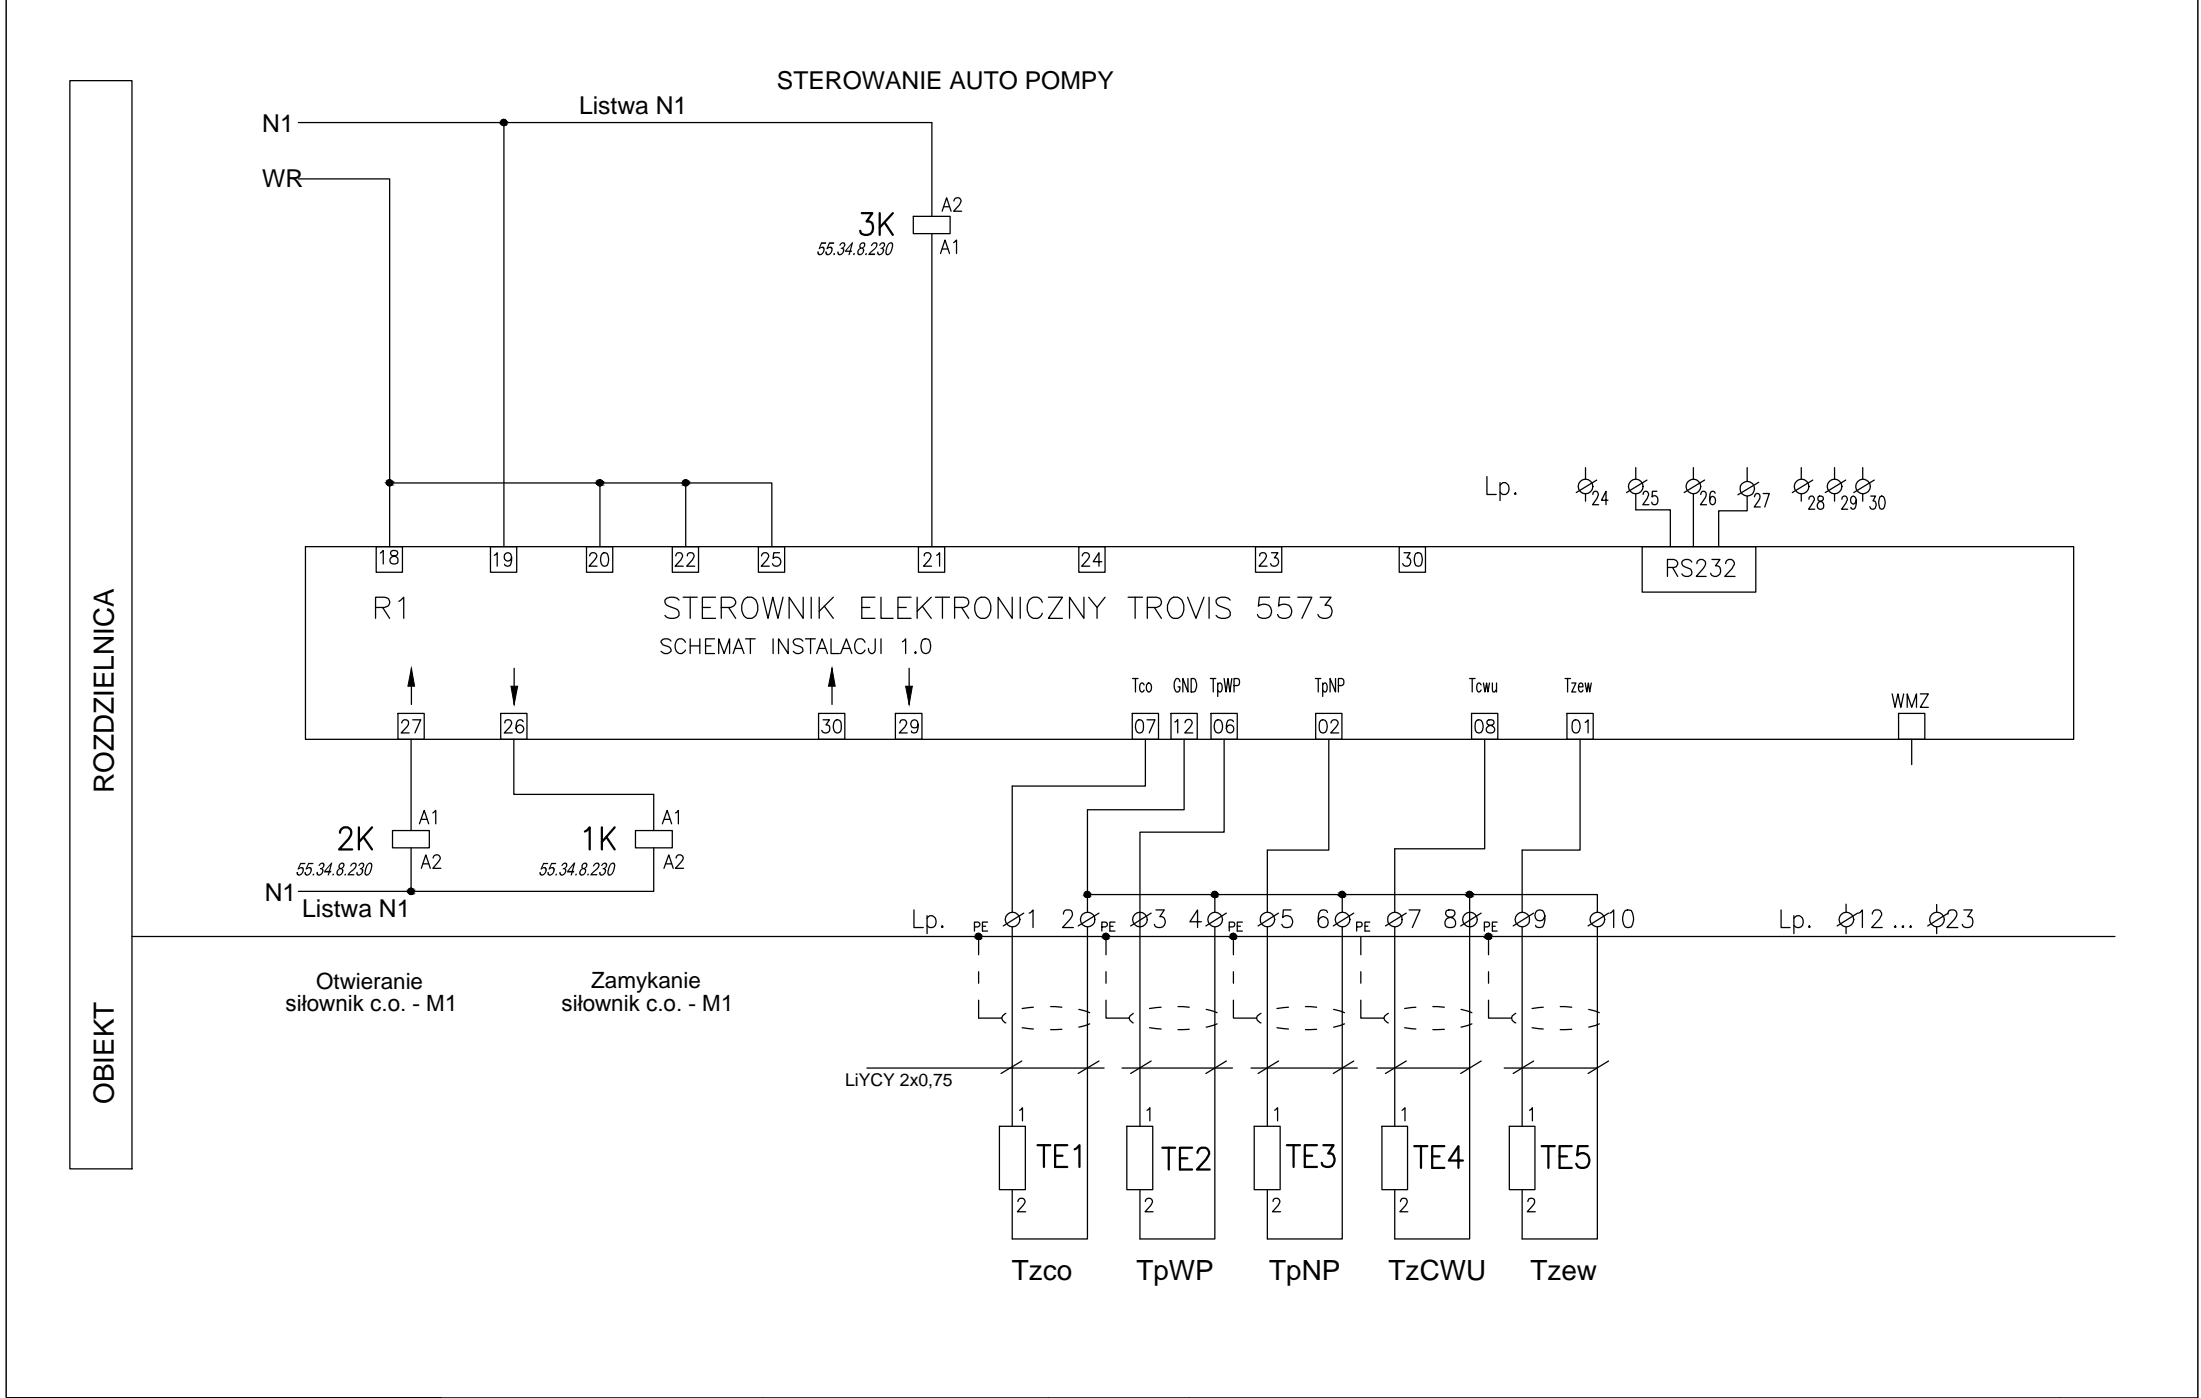 STEROWANIE AUTO POMPY
Listwa N1
N1
WR
A2
3K
55.34.8.230
A1
Lp. 24 25 26 27 28 29 30
18 19 20 22 25 21 24 23 30
RS232
R1 STEROWNIK ELEKTRONICZNY TROVIS 5573
SCHEMAT INSTALACJI 1.0
Tco GND TpWP TpNP Tcwu Tzew
WMZ
27 26 30 29 07 12 06 02 08 01
A1 A1
2K 1K
A2 A2
55.34.8.230 55.34.8.230
N1
Listwa N1
Lp. PE 1 2 PE 3 4 PE 5 6 PE 7 8 PE 9 10 Lp. 12 ... 23
Otwieranie
siłownik c.o. - M1
Zamykanie
siłownik c.o. - M1
LiYCY 2x0,75
1 1 1 1 1
TE1 TE2 TE3 TE4 TE5
2 2 2 2 2
Tzco TpWP TpNP TzCWU Tzew
ROZDZIELNICA
OBIEKT